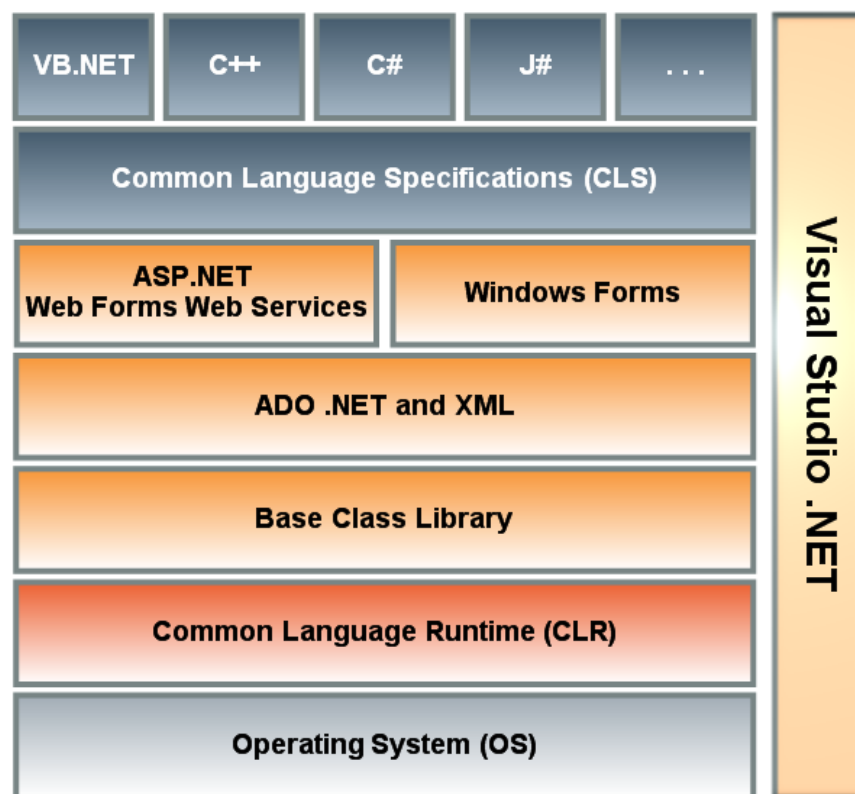 VB.NET
C++
C#
J#
. . .
Common Language Specifications (CLS)
ASP.NET
Web Forms Web Services
Windows Forms
ADO .NET and XML
Base Class Library
Common Language Runtime (CLR)
Operating System (OS)
Visual Studio .NET